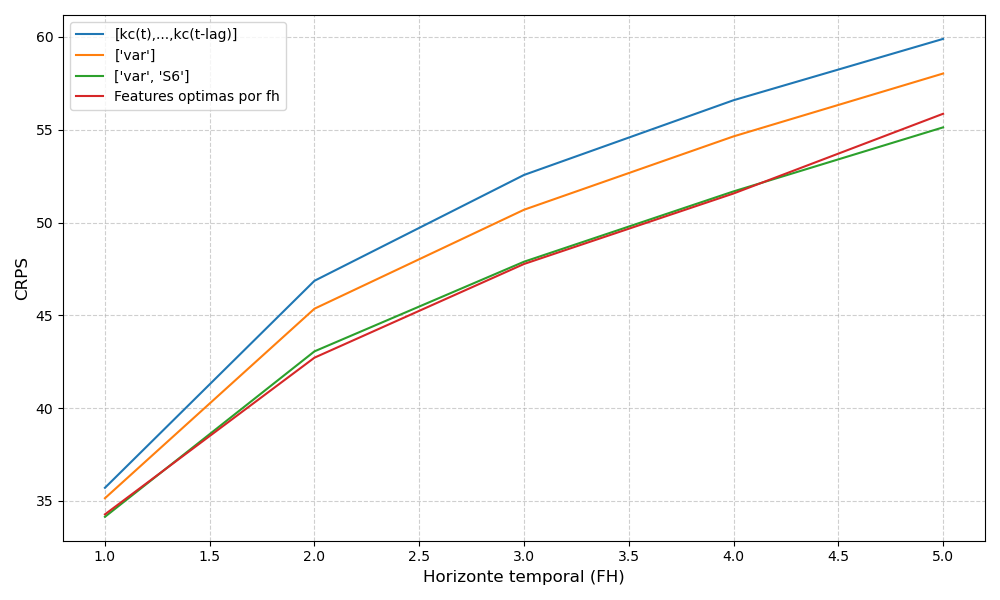 [kc(t),...,kc(t-lag)]
['var']
['var', 'S6']
Features optimas por fh
60
55
50
45
40
35
CRPS
1.0 1.5 2.0 2.5 3.0 3.5 4.0 4.5 5.0
Horizonte temporal (FH)